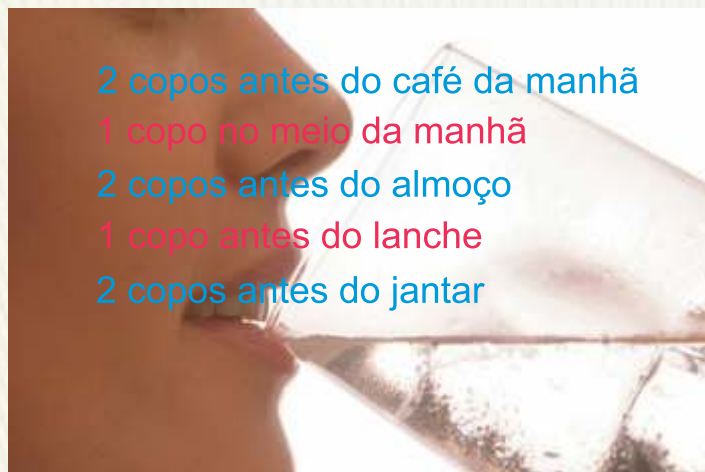 2 copos antes do café da manhã
1 copo no meio da manhã
2 copos antes do almoço
1 copo antes do lanche
2 copos antes do jantar